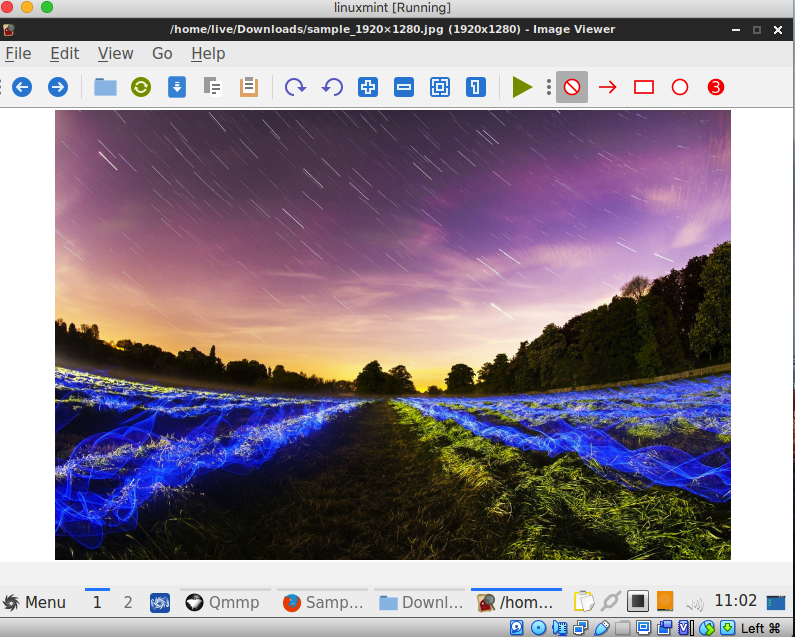 linuxmint [Running]
/home/live/Downloads/sample_1920×1280.jpg (1920x1280) - Image Viewer
File Edit View Go Help
1 3
Menu 1 2 Qmmp Samp... Downl... /hom... 11:02
V
Left ⌘